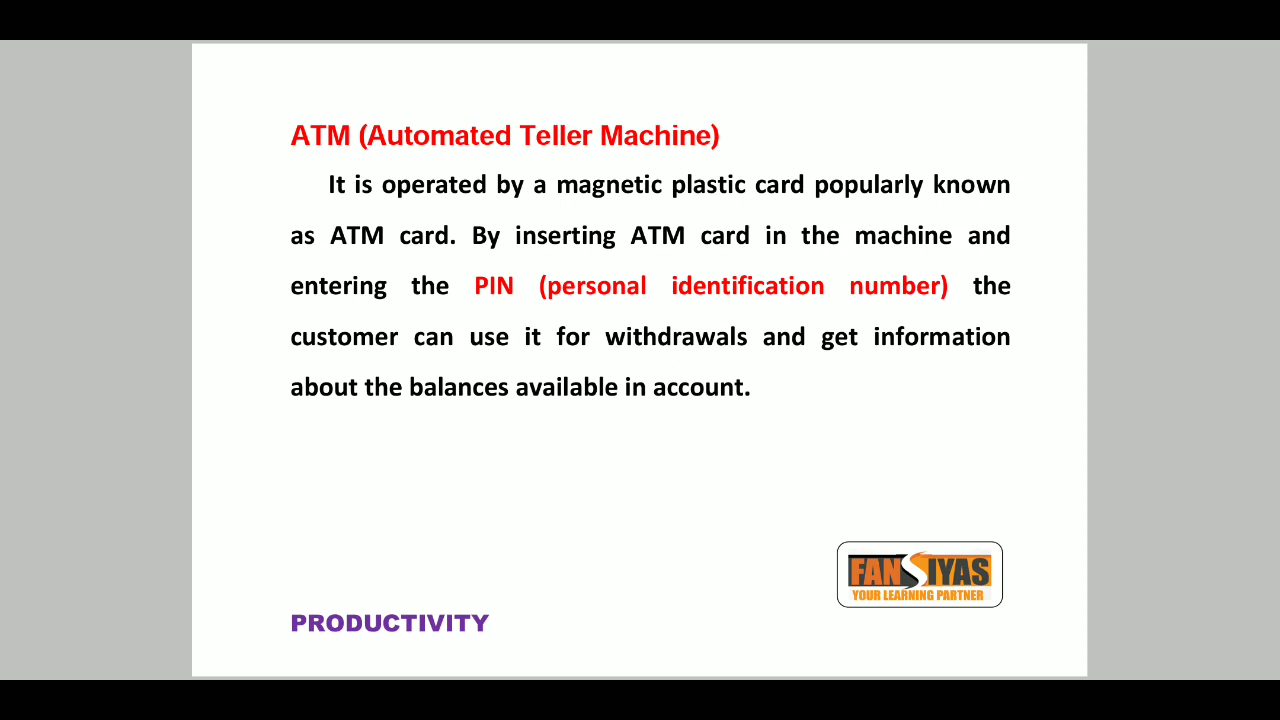 ATM (Automated Teller Machine)
It is operated by a magnetic plastic card popularly known
as ATM card. By inserting ATM card in the machine and
entering the PIN (personal identification number) the
customer can use it for withdrawals and get information
about the balances available in account.
FANSIYAS
YOUR LEARNING PARTNER
PRODUCTIVITY